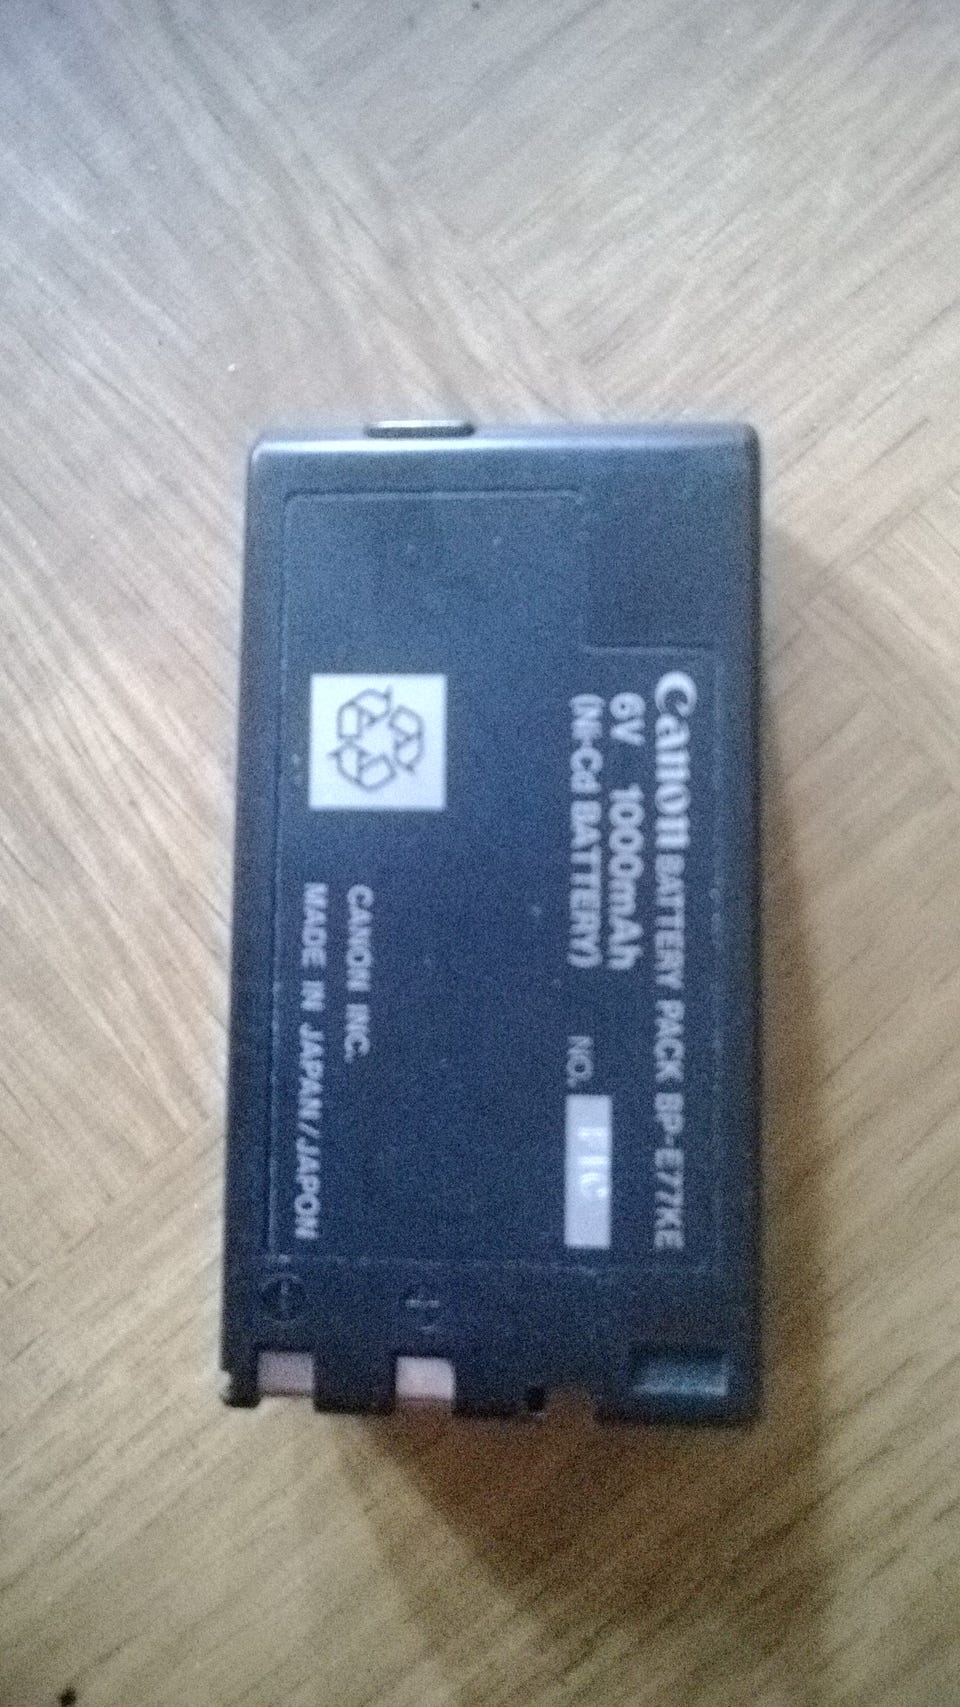 Canon BATTERY PACK BP-E77KE
6V 1000mAh
(Ni-Cd BATTERY)
NO.
CANON INC.
MADE IN JAPAN/JAPON
- +